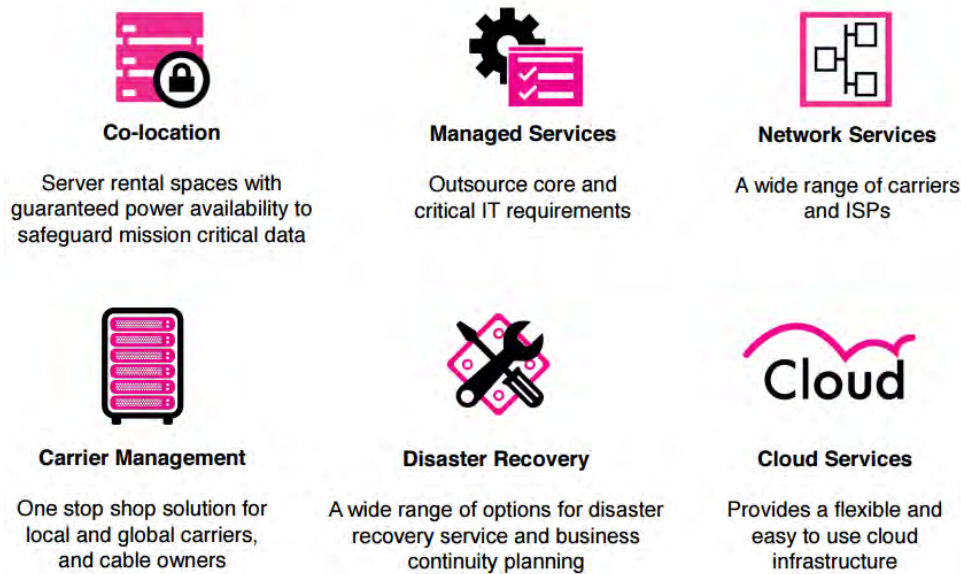 Co-location
Server rental spaces with
guaranteed power availability to
safeguard mission critical data
Managed Services
Outsource core and
critical IT requirements
Network Services
A wide range of carriers
and ISPs
Carrier Management
One stop shop solution for
local and global carriers,
and cable owners
Disaster Recovery
A wide range of options for disaster
recovery service and business
continuity planning
Cloud
Cloud Services
Provides a flexible and
easy to use cloud
infrastructure